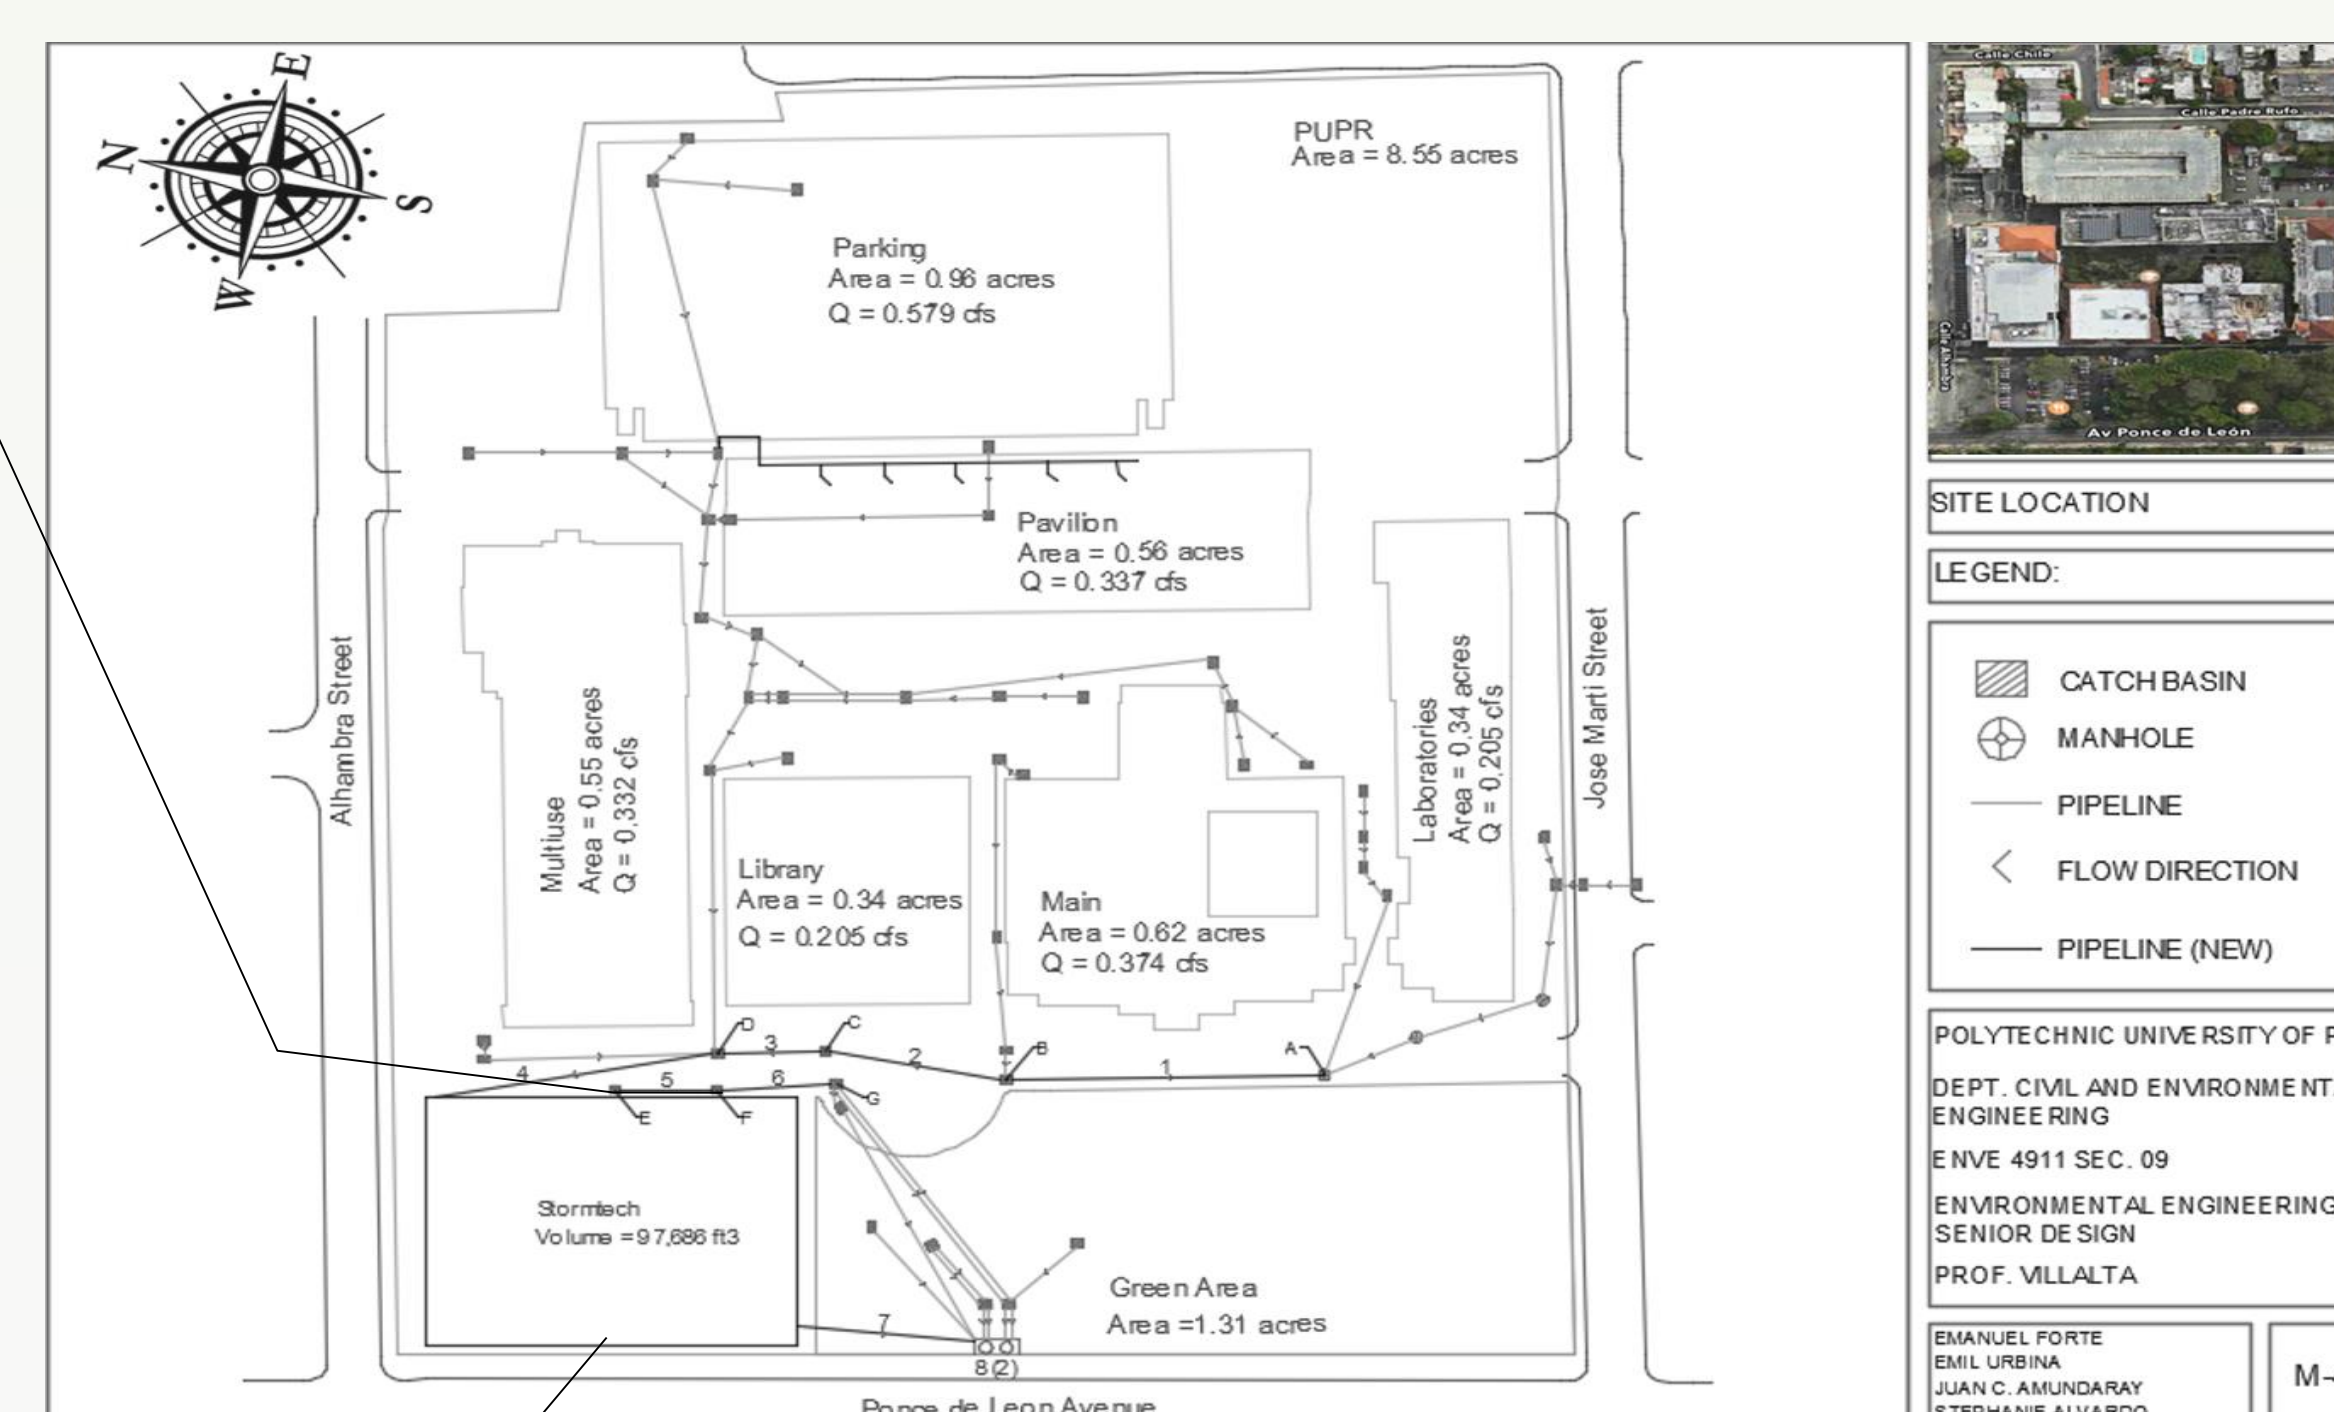 E
N
S
W
PUPR
Area = 8.55 acres
Parking
Area = 0.96 acres
Q = 0.579 cfs
Pavilion
Area = 0.56 acres
Q = 0.337 cfs
Alhambra Street
Multiuse
Area = 0.55 acres
Q = 0.332 cfs
Library
Area = 0.34 acres
Q = 0.205 cfs
Main
Area = 0.62 acres
Q = 0.374 cfs
Laboratories
Area = 0.34 acres
Q = 0.205 cfs
Jose Marti Street
D
3
C
2
B
1
A
4
5
6
G
E
F
Stormtech
Volume = 97,686 ft3
7
8(2)
Green Area
Area =1.31 acres
Ponce de Leon Avenue
Calle Chile
Calle Padre Rufo
Calle Alhambra
Av Ponce de León
SITE LOCATION
LEGEND:
CATCH BASIN
MANHOLE
PIPELINE
FLOW DIRECTION
PIPELINE (NEW)
POLYTECHNIC UNIVERSITY OF P
DEPT. CIVIL AND ENVIRONMENTA
ENGINEERING
ENVE 4911 SEC. 09
ENVIRONMENTAL ENGINEERING
SENIOR DESIGN
PROF. VILLALTA
EMANUEL FORTE
EMIL URBINA
JUAN C. AMUNDARAY
STEPHANIE ALVARDO
M-